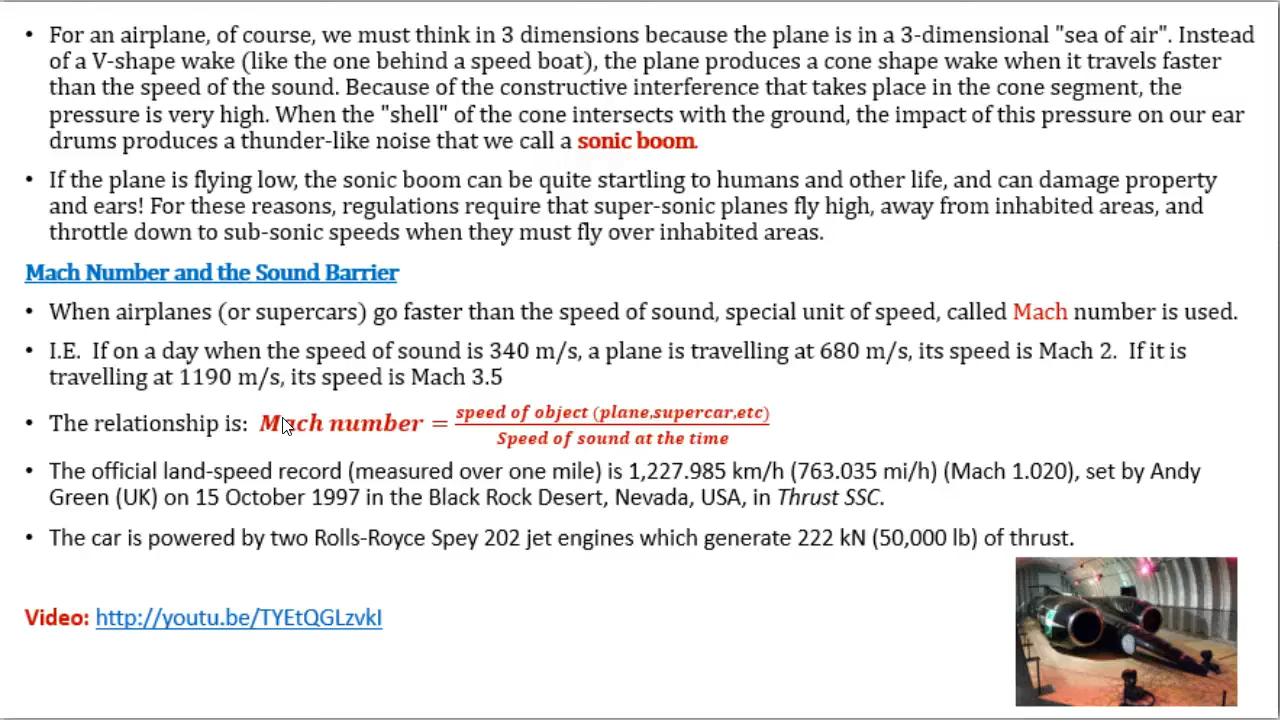 • For an airplane, of course, we must think in 3 dimensions because the plane is in a 3-dimensional "sea of air". Instead
of a V-shape wake (like the one behind a speed boat), the plane produces a cone shape wake when it travels faster
than the speed of the sound. Because of the constructive interference that takes place in the cone segment, the
pressure is very high. When the "shell" of the cone intersects with the ground, the impact of this pressure on our ear
drums produces a thunder-like noise that we call a sonic boom.
• If the plane is flying low, the sonic boom can be quite startling to humans and other life, and can damage property
and ears! For these reasons, regulations require that super-sonic planes fly high, away from inhabited areas, and
throttle down to sub-sonic speeds when they must fly over inhabited areas.
Mach Number and the Sound Barrier
• When airplanes (or supercars) go faster than the speed of sound, special unit of speed, called Mach number is used.
• I.E. If on a day when the speed of sound is 340 m/s, a plane is travelling at 680 m/s, its speed is Mach 2. If it is
travelling at 1190 m/s, its speed is Mach 3.5
• The relationship is: Mach number = speed of object (plane,supercar,etc)
Speed of sound at the time
• The official land-speed record (measured over one mile) is 1,227.985 km/h (763.035 mi/h) (Mach 1.020), set by Andy
Green (UK) on 15 October 1997 in the Black Rock Desert, Nevada, USA, in Thrust SSC.
• The car is powered by two Rolls-Royce Spey 202 jet engines which generate 222 kN (50,000 lb) of thrust.
Video: http://youtu.be/TYEtQGLzvkI